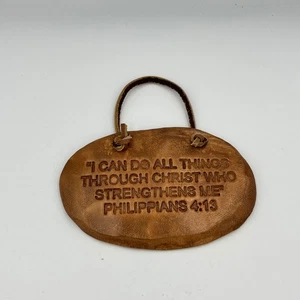 "I CAN DO ALL THINGS
THROUGH CHRIST WHO
STRENGTHENS ME"
PHILIPPIANS 4:13